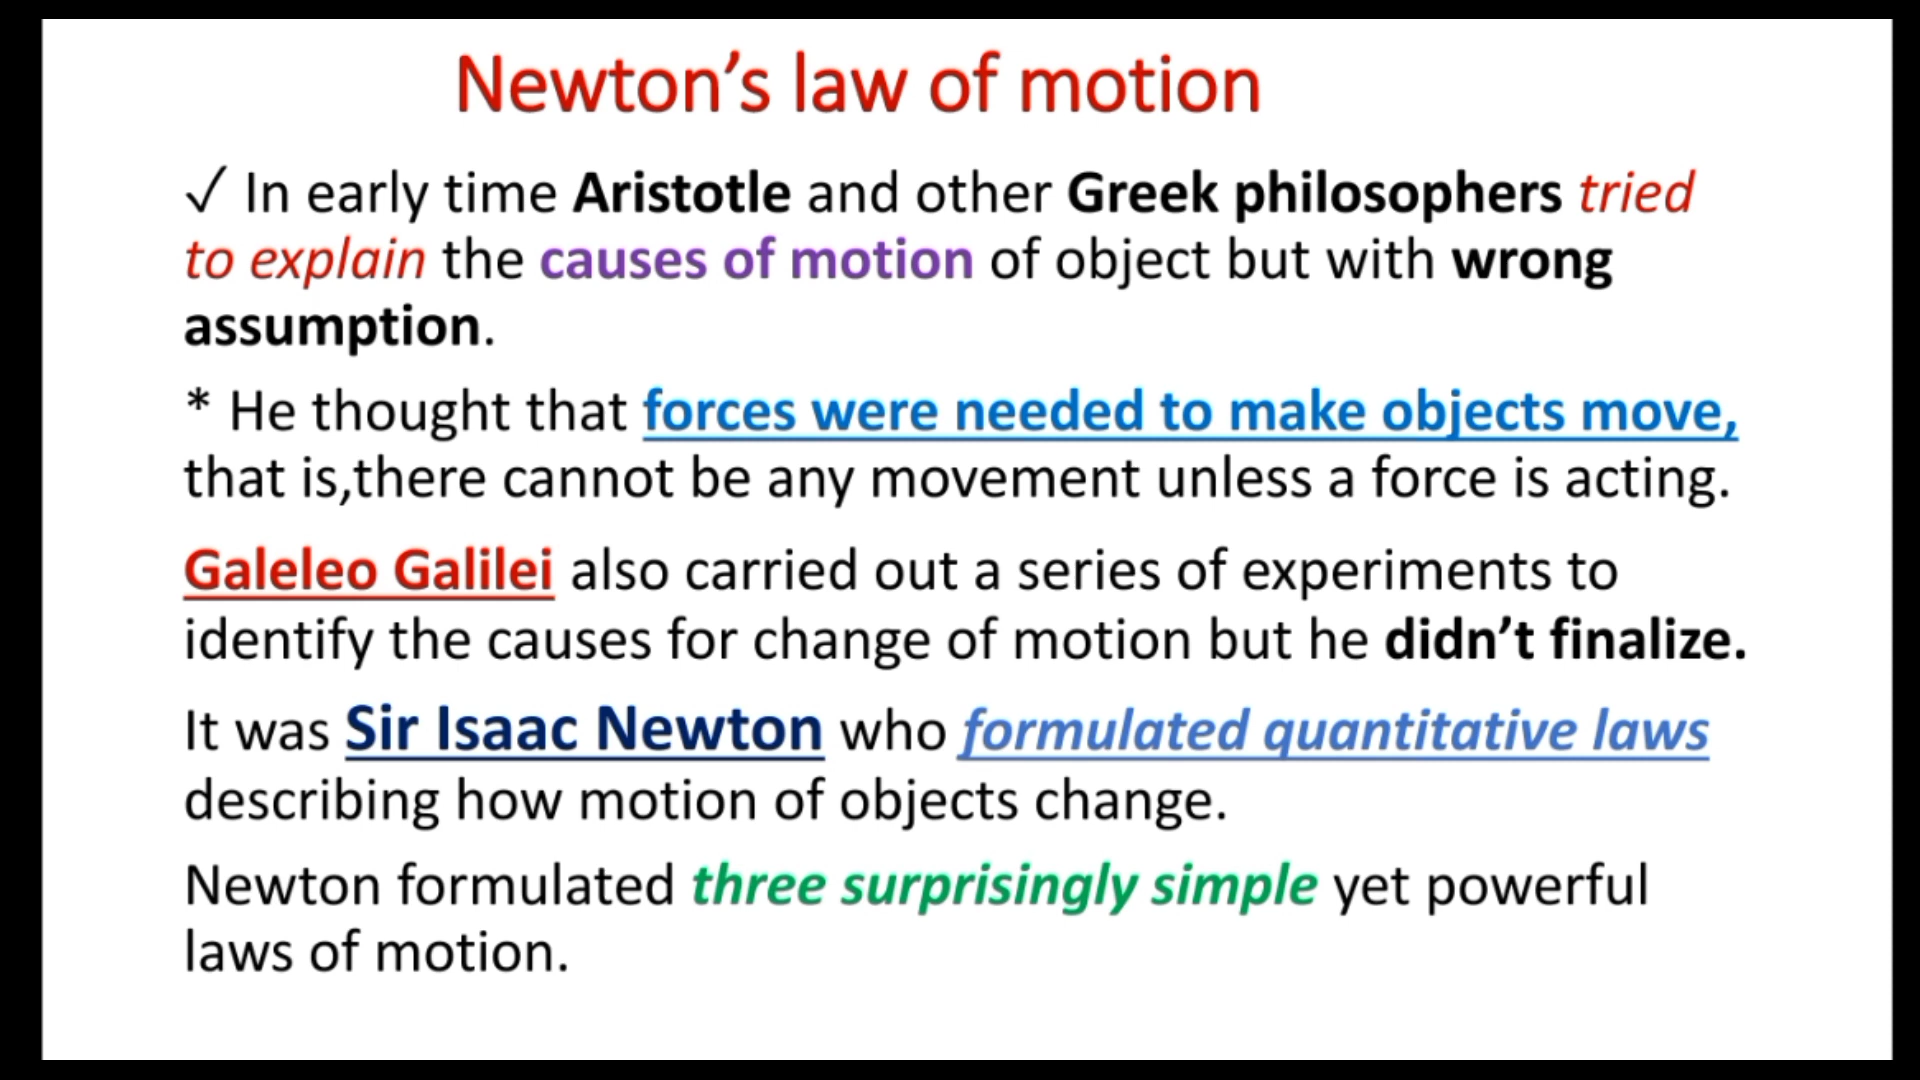 Newton’s law of motion
✓ In early time Aristotle and other Greek philosophers tried
to explain the causes of motion of object but with wrong
assumption.
* He thought that forces were needed to make objects move,
that is,there cannot be any movement unless a force is acting.
Galeleo Galilei also carried out a series of experiments to
identify the causes for change of motion but he didn’t finalize.
It was Sir Isaac Newton who formulated quantitative laws
describing how motion of objects change.
Newton formulated three surprisingly simple yet powerful
laws of motion.